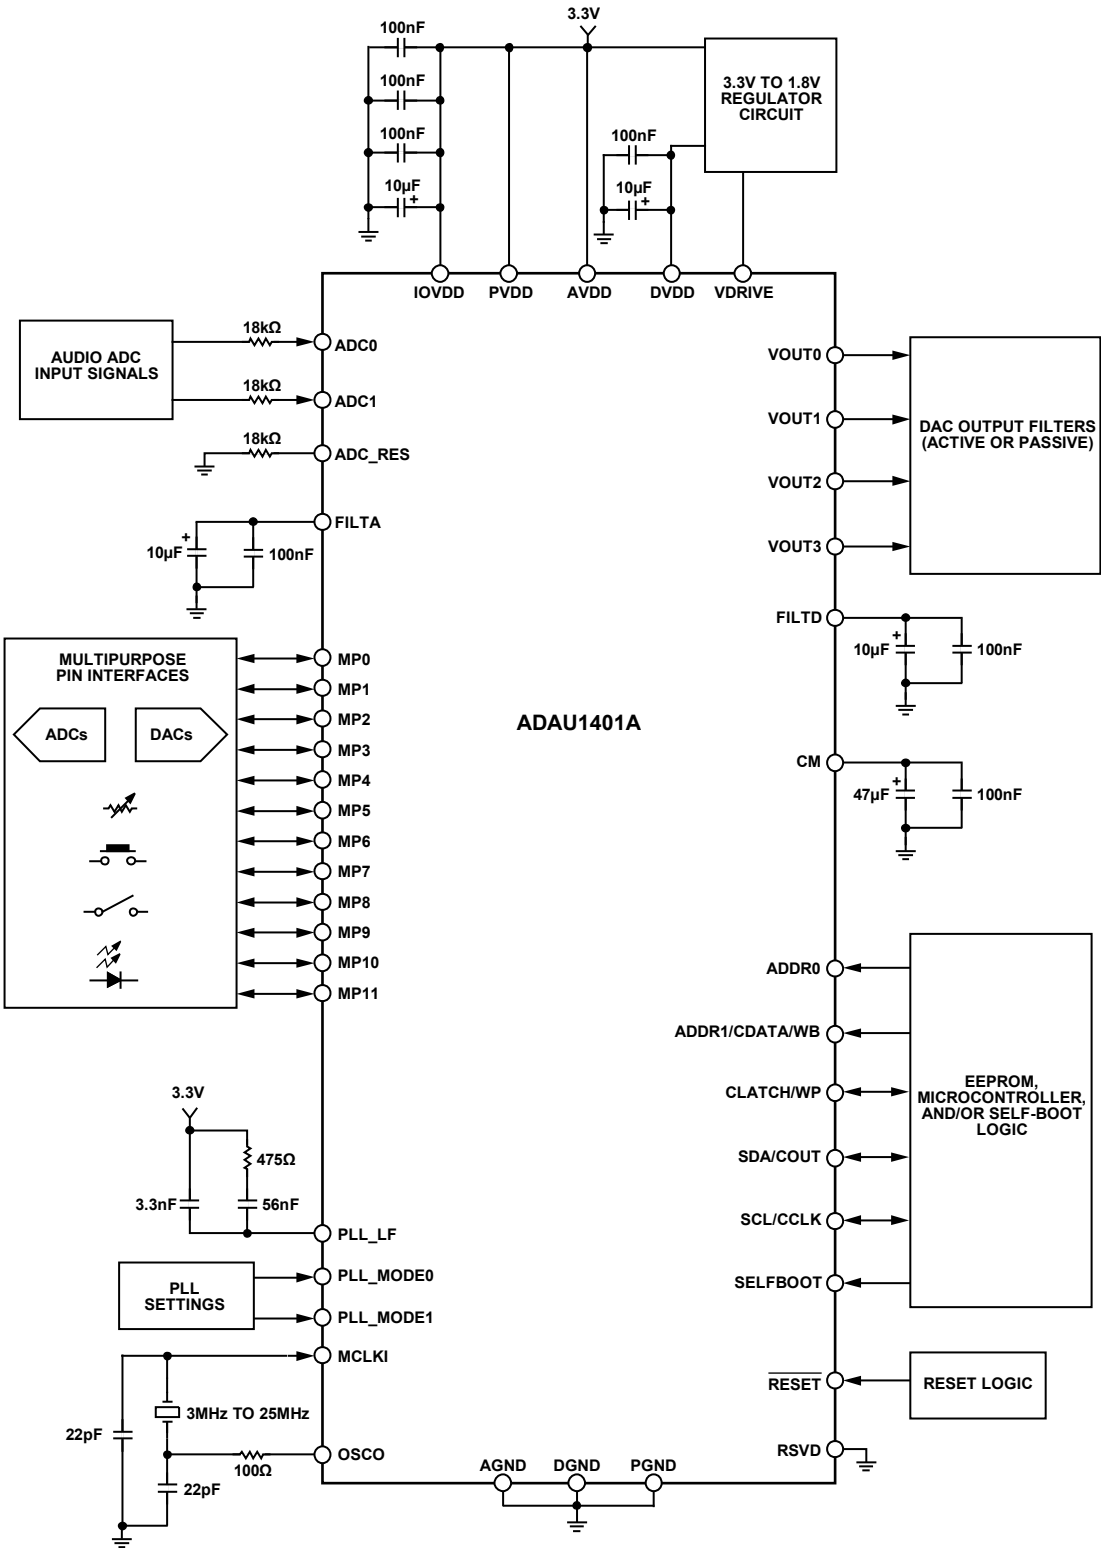 3.3V
100nF
100nF
100nF
10µF
+
3.3V TO 1.8V
REGULATOR
CIRCUIT
100nF
10µF
+
IOVDD
PVDD
AVDD
DVDD
VDRIVE
AUDIO ADC
INPUT SIGNALS
18kΩ
ADC0
18kΩ
ADC1
18kΩ
ADC_RES
FILTA
+
10µF
100nF
MULTIPURPOSE
PIN INTERFACES
ADCs
DACs
MP0
MP1
MP2
MP3
MP4
MP5
MP6
MP7
MP8
MP9
MP10
MP11
3.3V
475Ω
3.3nF
56nF
PLL_LF
PLL
SETTINGS
PLL_MODE0
PLL_MODE1
MCLKI
3MHz TO 25MHz
22pF
100Ω
OSCO
22pF
ADAU1401A
AGND
DGND
PGND
VOUT0
VOUT1
VOUT2
VOUT3
DAC OUTPUT FILTERS
(ACTIVE OR PASSIVE)
FILTD
+
10µF
100nF
CM
+
47µF
100nF
ADDR0
ADDR1/CDATA/WB
CLATCH/WP
SDA/COUT
SCL/CCLK
SELFBOOT
EEPROM,
MICROCONTROLLER,
AND/OR SELF-BOOT
LOGIC
RESET
RESET LOGIC
RSVD